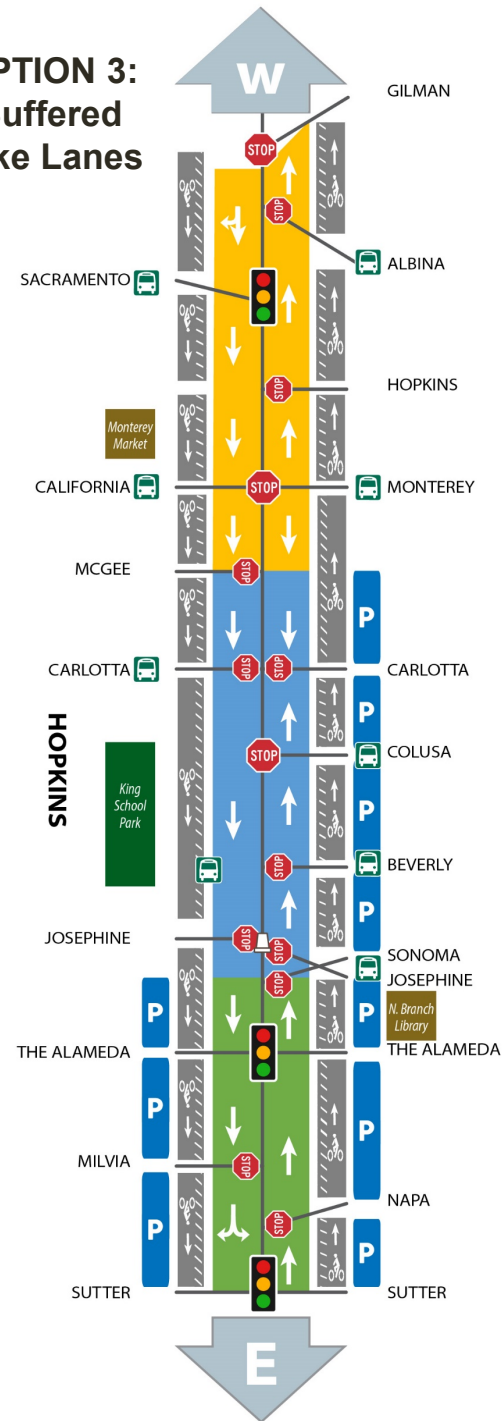 PTION 3:
uffered
ke Lanes
W
GILMAN
STOP
STOP
ALBINA
SACRAMENTO
HOPKINS
STOP
Monterey
Market
CALIFORNIA
STOP
MONTEREY
MCGEE
STOP
P
CARLOTTA
STOP
STOP
CARLOTTA
P
HOPKINS
STOP
COLUSA
King
School
Park
P
STOP
BEVERLY
P
JOSEPHINE
STOP
STOP
SONOMA
STOP
JOSEPHINE
P
P
N. Branch
Library
THE ALAMEDA
THE ALAMEDA
P
P
MILVIA
STOP
NAPA
P
STOP
P
SUTTER
SUTTER
E